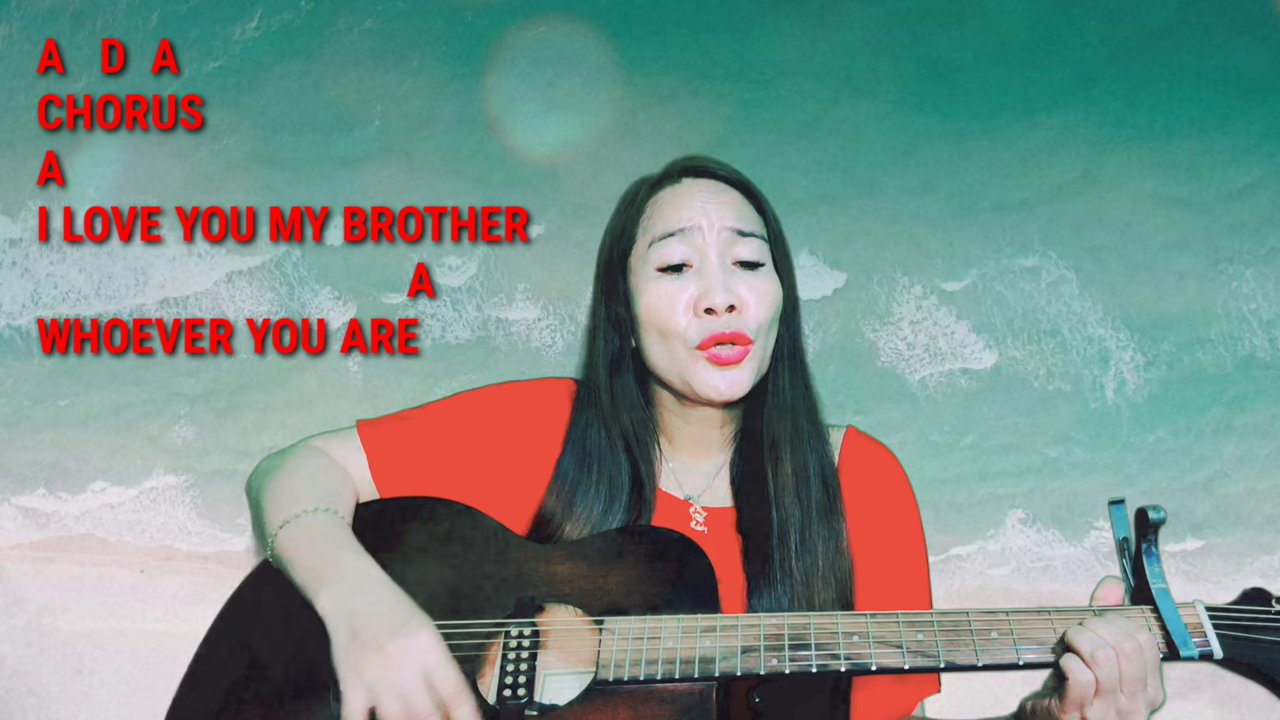 A D A
CHORUS
A
I LOVE YOU MY BROTHER
A
WHOEVER YOU ARE